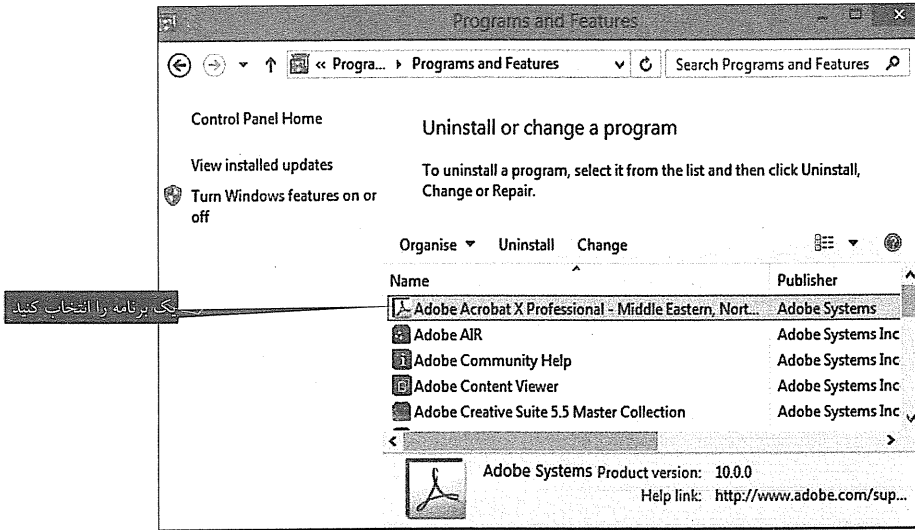 Programs and Features
« Progra... ▸ Programs and Features
Search Programs and Features
Control Panel Home
View installed updates
Turn Windows features on or
off
Uninstall or change a program
To uninstall a program, select it from the list and then click Uninstall,
Change or Repair.
Organise ▼ Uninstall Change
Name Publisher
یک برنامه را انتخاب کنید
Adobe Acrobat X Professional - Middle Eastern, Nort... Adobe Systems
Adobe AIR Adobe Systems Inc
Adobe Community Help Adobe Systems Inc
Adobe Content Viewer Adobe Systems Inc
Adobe Creative Suite 5.5 Master Collection Adobe Systems Inc
Adobe Systems Product version: 10.0.0
Help link: http://www.adobe.com/sup...